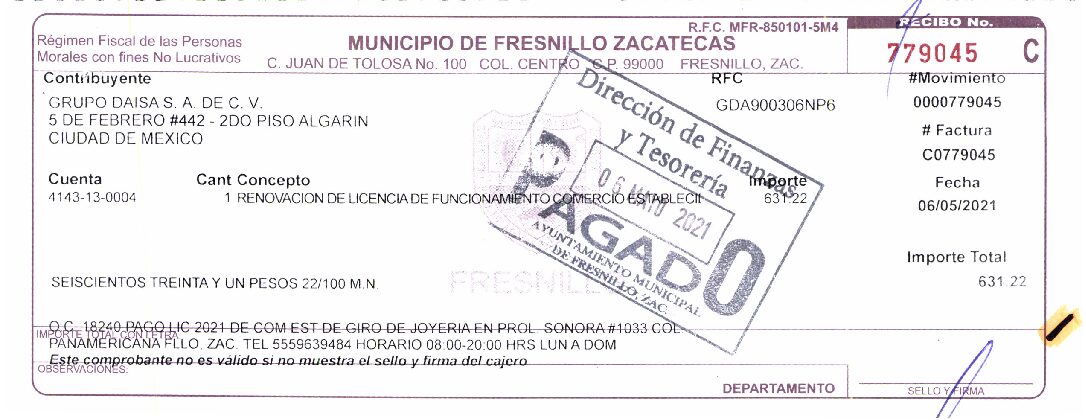 R.F.C. MFR-850101-5M4
RECIBO No.
Régimen Fiscal de las Personas
Morales con fines No Lucrativos
MUNICIPIO DE FRESNILLO ZACATECAS
C. JUAN DE TOLOSA No. 100 COL. CENTRO C.P. 99000 FRESNILLO, ZAC.
779045 C
Contribuyente
RFC
#Movimiento
GRUPO DAISA S. A. DE C. V.
GDA900306NP6
0000779045
5 DE FEBRERO #442 - 2DO PISO ALGARIN
CIUDAD DE MEXICO
# Factura
C0779045
Cuenta Cant Concepto Importe
Fecha
4143-13-0004 1 RENOVACION DE LICENCIA DE FUNCIONAMIENTO COMERCIO ESTABLECII 631.22
06/05/2021
Dirección de Finanzas
y Tesorería
06 MAYO 2021
PAGADO
AYUNTAMIENTO MUNICIPAL
DE FRESNILLO, ZAC.
Importe Total
631.22
SEISCIENTOS TREINTA Y UN PESOS 22/100 M.N.
FRESNILLO
O.C. 18240 PAGO LIC 2021 DE COM EST DE GIRO DE JOYERIA EN PROL. SONORA #1033 COL
IMPORTE TOTAL CON LETRA
PANAMERICANA FLLO, ZAC. TEL 5559639484 HORARIO 08:00-20:00 HRS LUN A DOM
Este comprobante no es válido si no muestra el sello y firma del cajero
OBSERVACIONES:
DEPARTAMENTO
SELLO Y FIRMA